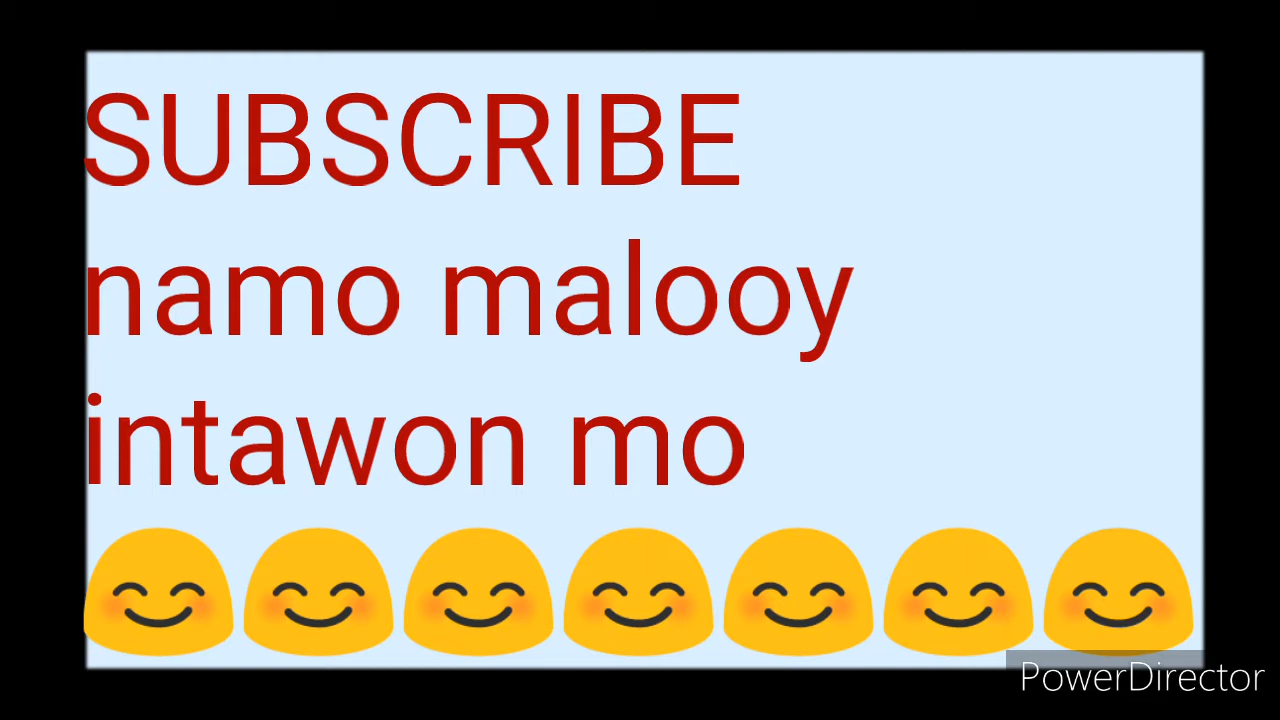 SUBSCRIBE
namo malooy
intawon mo
😊😊😊😊😊😊😊
PowerDirector